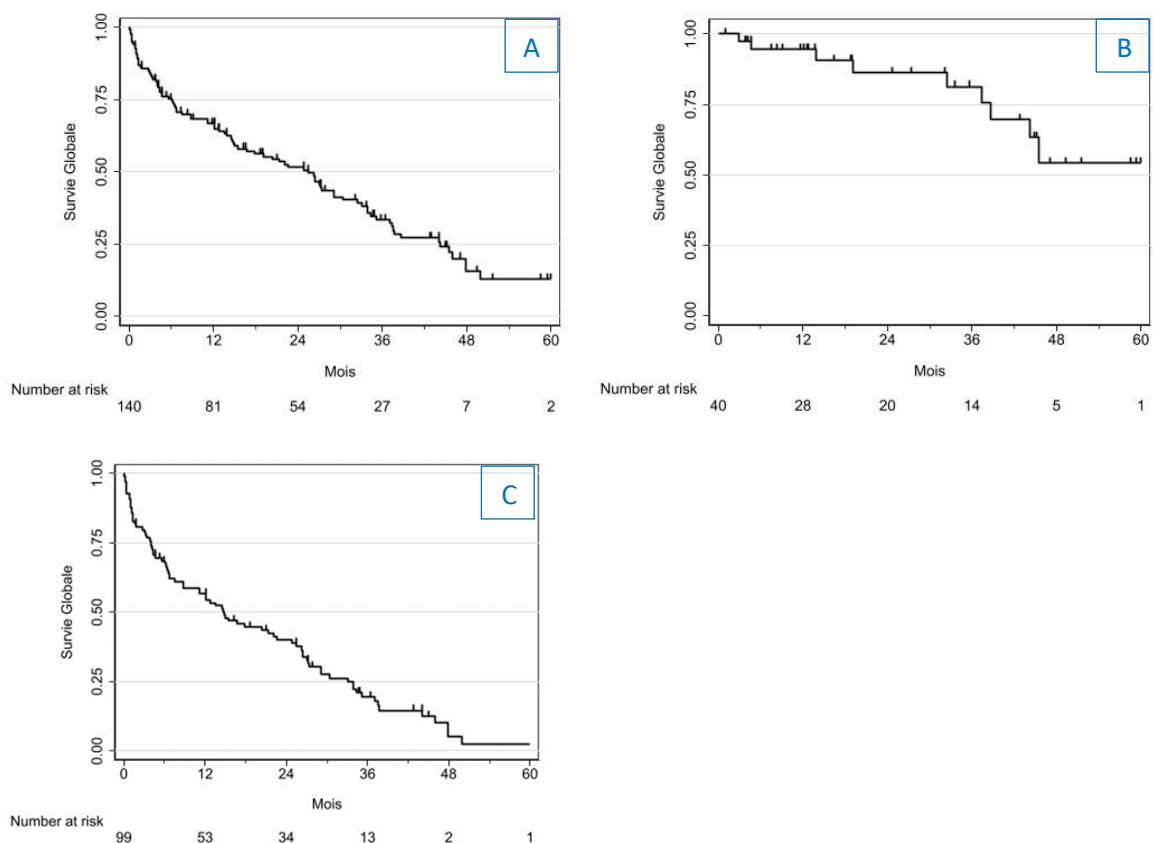 A
Survie Globale
1.00
0.75
0.50
0.25
0.00
0 12 24 36 48 60
Mois
Number at risk
140 81 54 27 7 2
B
Survie Globale
1.00
0.75
0.50
0.25
0.00
0 12 24 36 48 60
Mois
Number at risk
40 28 20 14 5 1
C
Survie Globale
1.00
0.75
0.50
0.25
0.00
0 12 24 36 48 60
Mois
Number at risk
99 53 34 13 2 1